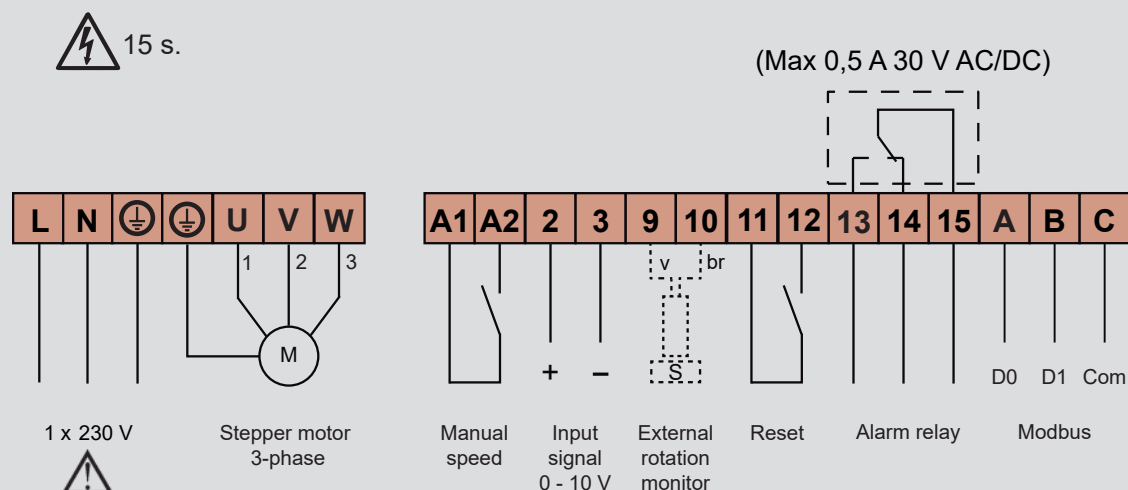 15 s.
(Max 0,5 A 30 V AC/DC)
L N U V W A1 A2 2 3 9 10 11 12 13 14 15 A B C
1 2 3 v br
M
+ – S D0 D1 Com
1 x 230 V
Stepper motor
3-phase
Manual
speed
Input
signal
0 - 10 V
External
rotation
monitor
Reset
Alarm relay
Modbus